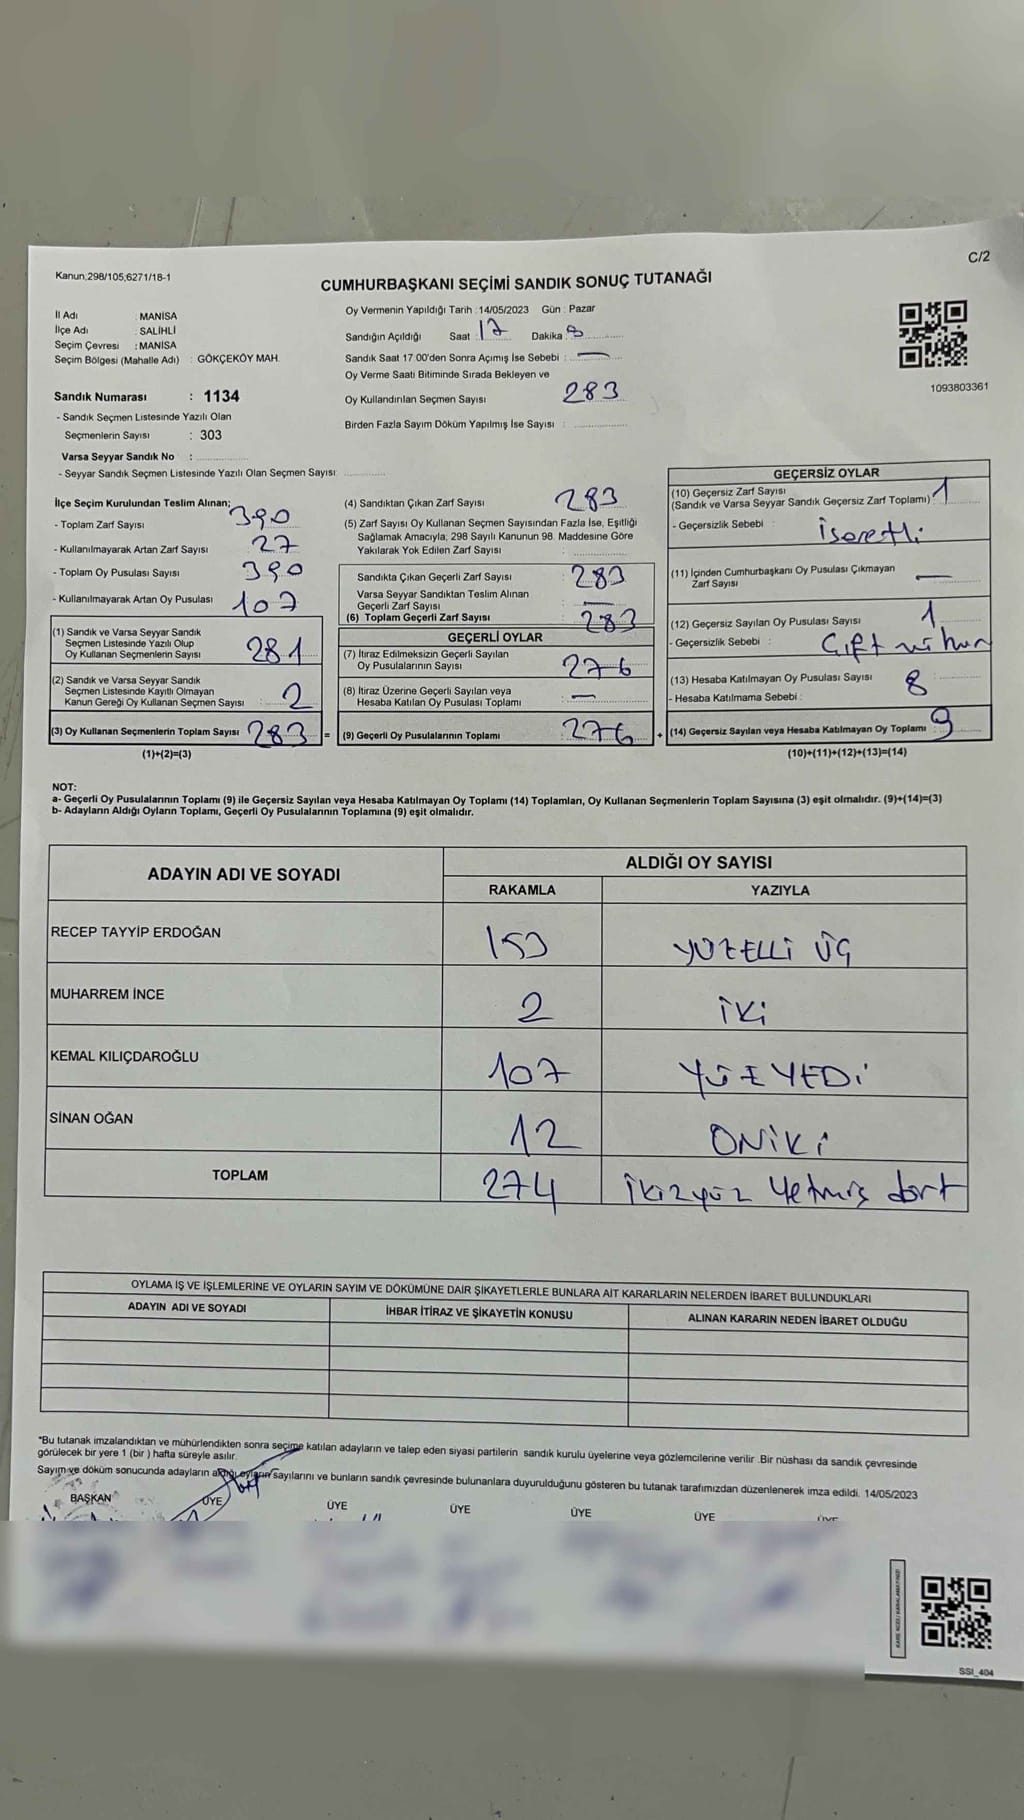 C/2
Kanun,298/105,6271/18-1
CUMHURBAŞKANI SEÇİMİ SANDIK SONUÇ TUTANAĞI
İl Adı : MANİSA
İlçe Adı : SALİHLİ
Seçim Çevresi : MANİSA
Seçim Bölgesi (Mahalle Adı) : GÖKÇEKÖY MAH.
Oy Vermenin Yapıldığı Tarih : 14/05/2023 Gün : Pazar
Sandığın Açıldığı Saat 17 Dakika
Sandık Saat 17.00'den Sonra Açımış İse Sebebi : —
Oy Verme Saati Bitiminde Sırada Bekleyen ve
Oy Kullandırılan Seçmen Sayısı 283
Birden Fazla Sayım Döküm Yapılmış İse Sayısı :
1093803361
Sandık Numarası : 1134
- Sandık Seçmen Listesinde Yazılı Olan
Seçmenlerin Sayısı : 303
Varsa Seyyar Sandık No :
- Seyyar Sandık Seçmen Listesinde Yazılı Olan Seçmen Sayısı:
İlçe Seçim Kurulundan Teslim Alınan;
- Toplam Zarf Sayısı 390
- Kullanılmayarak Artan Zarf Sayısı 27
- Toplam Oy Pusulası Sayısı 390
- Kullanılmayarak Artan Oy Pusulası 107
(1) Sandık ve Varsa Seyyar Sandık
Seçmen Listesinde Yazılı Olup
Oy Kullanan Seçmenlerin Sayısı 281
(2) Sandık ve Varsa Seyyar Sandık
Seçmen Listesinde Kayıtlı Olmayan
Kanun Gereği Oy Kullanan Seçmen Sayısı : 2
(3) Oy Kullanan Seçmenlerin Toplam Sayısı 283 =
(1)+(2)=(3)
(4) Sandıktan Çıkan Zarf Sayısı 283
(5) Zarf Sayısı Oy Kullanan Seçmen Sayısından Fazla İse, Eşitliği
Sağlamak Amacıyla; 298 Sayılı Kanunun 98. Maddesine Göre
Yakılarak Yok Edilen Zarf Sayısı :
Sandıkta Çıkan Geçerli Zarf Sayısı : 283
Varsa Seyyar Sandıktan Teslim Alınan
Geçerli Zarf Sayısı : —
(6) Toplam Geçerli Zarf Sayısı : 283
GEÇERLİ OYLAR
(7) İtiraz Edilmeksizin Geçerli Sayılan
Oy Pusulalarının Sayısı 276
(8) İtiraz Üzerine Geçerli Sayılan veya
Hesaba Katılan Oy Pusulası Toplamı —
(9) Geçerli Oy Pusulalarının Toplamı 276 +
GEÇERSİZ OYLAR
(10) Geçersiz Zarf Sayısı
(Sandık ve Varsa Seyyar Sandık Geçersiz Zarf Toplamı) : 1
- Geçersizlik Sebebi : İsaretli
(11) İçinden Cumhurbaşkanı Oy Pusulası Çıkmayan
Zarf Sayısı —
(12) Geçersiz Sayılan Oy Pusulası Sayısı 1
- Geçersizlik Sebebi : Çift
(13) Hesaba Katılmayan Oy Pusulası Sayısı : 8
- Hesaba Katılmama Sebebi :
(14) Geçersiz Sayılan veya Hesaba Katılmayan Oy Toplamı 9
(10)+(11)+(12)+(13)=(14)
NOT:
a- Geçerli Oy Pusulalarının Toplamı (9) ile Geçersiz Sayılan veya Hesaba Katılmayan Oy Toplamı (14) Toplamları, Oy Kullanan Seçmenlerin Toplam Sayısına (3) eşit olmalıdır. (9)+(14)=(3)
b- Adayların Aldığı Oyların Toplamı, Geçerli Oy Pusulalarının Toplamına (9) eşit olmalıdır.
ADAYIN ADI VE SOYADI
ALDIĞI OY SAYISI
RAKAMLA YAZIYLA
RECEP TAYYİP ERDOĞAN 153 YÜZELLİ ÜÇ
MUHARREM İNCE 2 İKİ
KEMAL KILIÇDAROĞLU 107 YÜZ YEDİ
SİNAN OĞAN 12 ONİKİ
TOPLAM 274 İkizyüz Yetmiş dört
OYLAMA İŞ VE İŞLEMLERİNE VE OYLARIN SAYIM VE DÖKÜMÜNE DAİR ŞİKAYETLERLE BUNLARA AİT KARARLARIN NELERDEN İBARET BULUNDUKLARI
ADAYIN ADI VE SOYADI İHBAR İTİRAZ VE ŞİKAYETİN KONUSU ALINAN KARARIN NEDEN İBARET OLDUĞU
*Bu tutanak imzalandıktan ve mühürlendikten sonra seçime katılan adayların ve talep eden siyasi partilerin sandık kurulu üyelerine veya gözlemcilerine verilir .Bir nüshası da sandık çevresinde
görülecek bir yere 1 (bir ) hafta süreyle asılır.
Sayım ve döküm sonucunda adayların aldığı oyların sayılarını ve bunların sandık çevresinde bulunanlara duyurulduğunu gösteren bu tutanak tarafımızdan düzenlenerek imza edildi. 14/05/2023
BAŞKAN ÜYE ÜYE ÜYE ÜYE ÜYE ÜYE
SSI_404